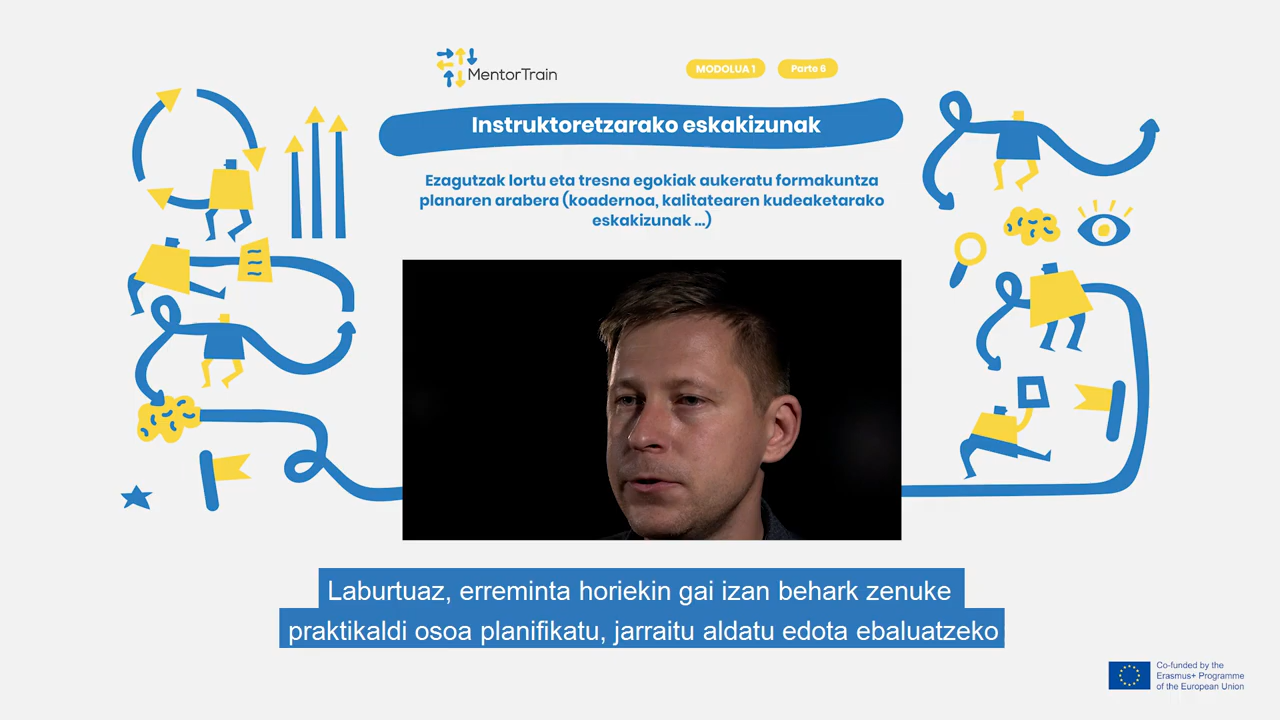 MentorTrain
MODOLUA 1
Parte 6
Instruktoretzarako eskakizunak
Ezagutzak lortu eta tresna egokiak aukeratu formakuntza
planaren arabera (koadernoa, kalitatearen kudeaketarako
eskakizunak ...)
Laburtuaz, erreminta horiekin gai izan behark zenuke
praktikaldi osoa planifikatu, jarraitu aldatu edota ebaluatzeko
Co-funded by the
Erasmus+ Programme
of the European Union